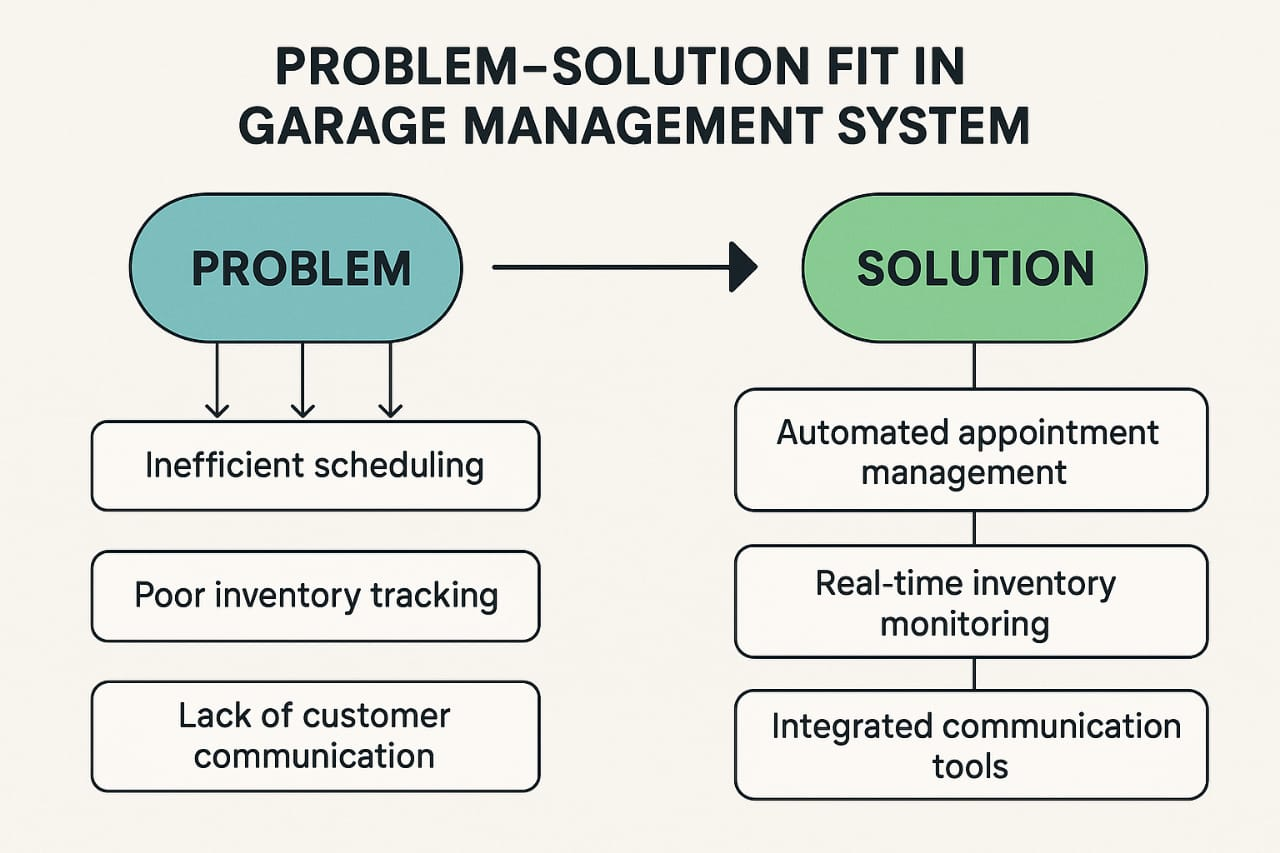 PROBLEM–SOLUTION FIT IN
GARAGE MANAGEMENT SYSTEM
PROBLEM
Inefficient scheduling
Poor inventory tracking
Lack of customer
communication
SOLUTION
Automated appointment
management
Real-time inventory
monitoring
Integrated communication
tools